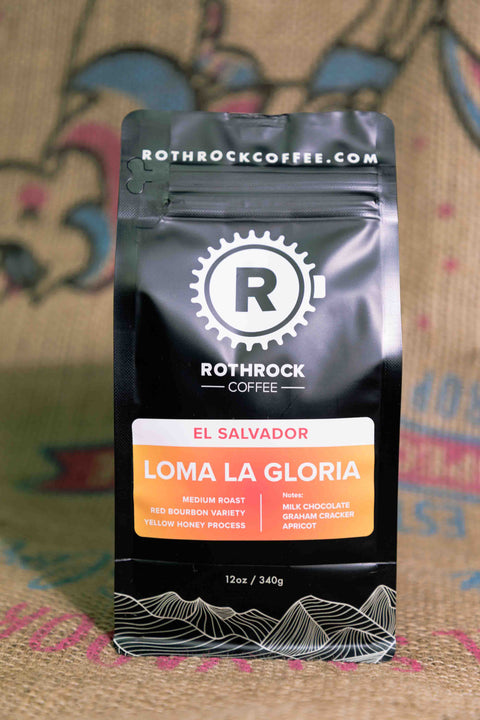 ROTHROCKCOFFEE.COM
R
ROTHROCK
COFFEE
EL SALVADOR
LOMA LA GLORIA
MEDIUM ROAST
RED BOURBON VARIETY
YELLOW HONEY PROCESS
Notes:
MILK CHOCOLATE
GRAHAM CRACKER
APRICOT
12oz / 340g